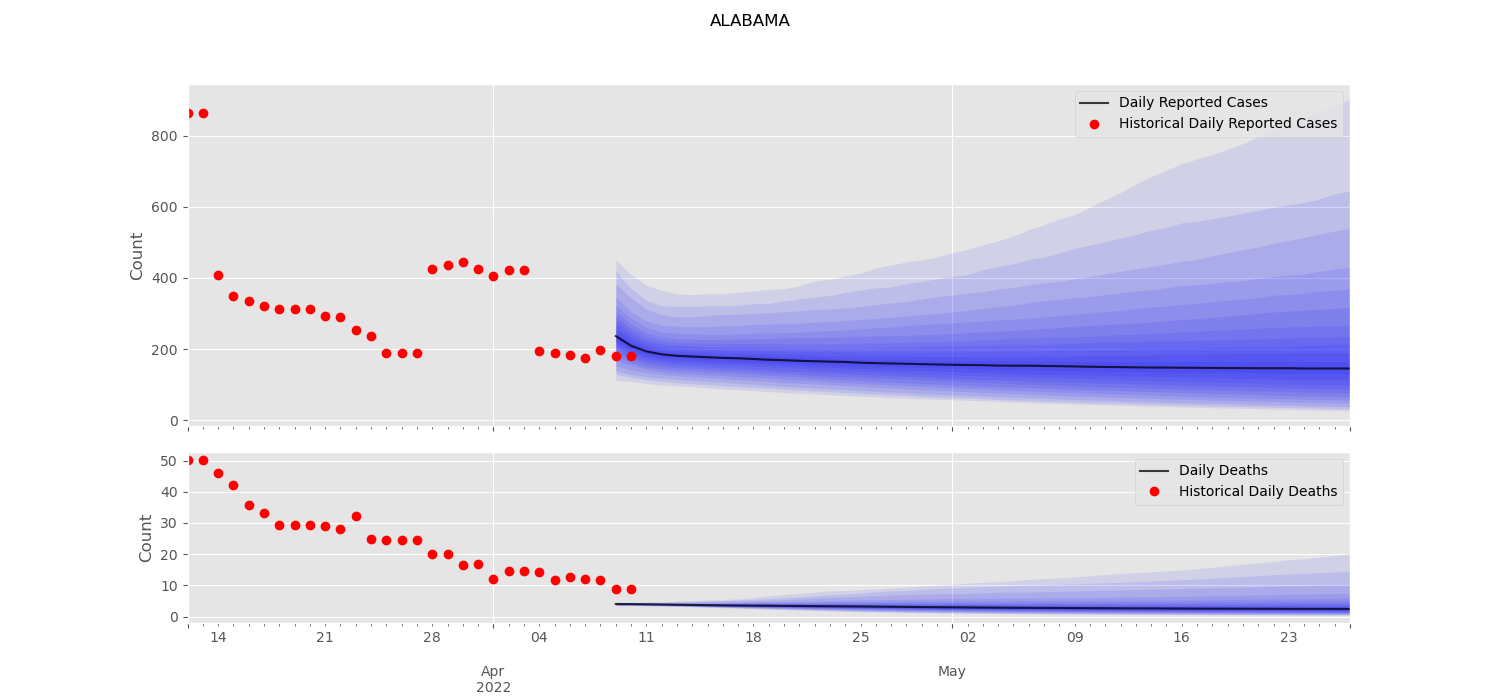 ALABAMA
Daily Reported Cases
Historical Daily Reported Cases
800
600
400
200
0
Count
Daily Deaths
Historical Daily Deaths
50
40
30
20
10
0
Count
14 21 28 04 11 18 25 02 09 16 23
Apr May
2022